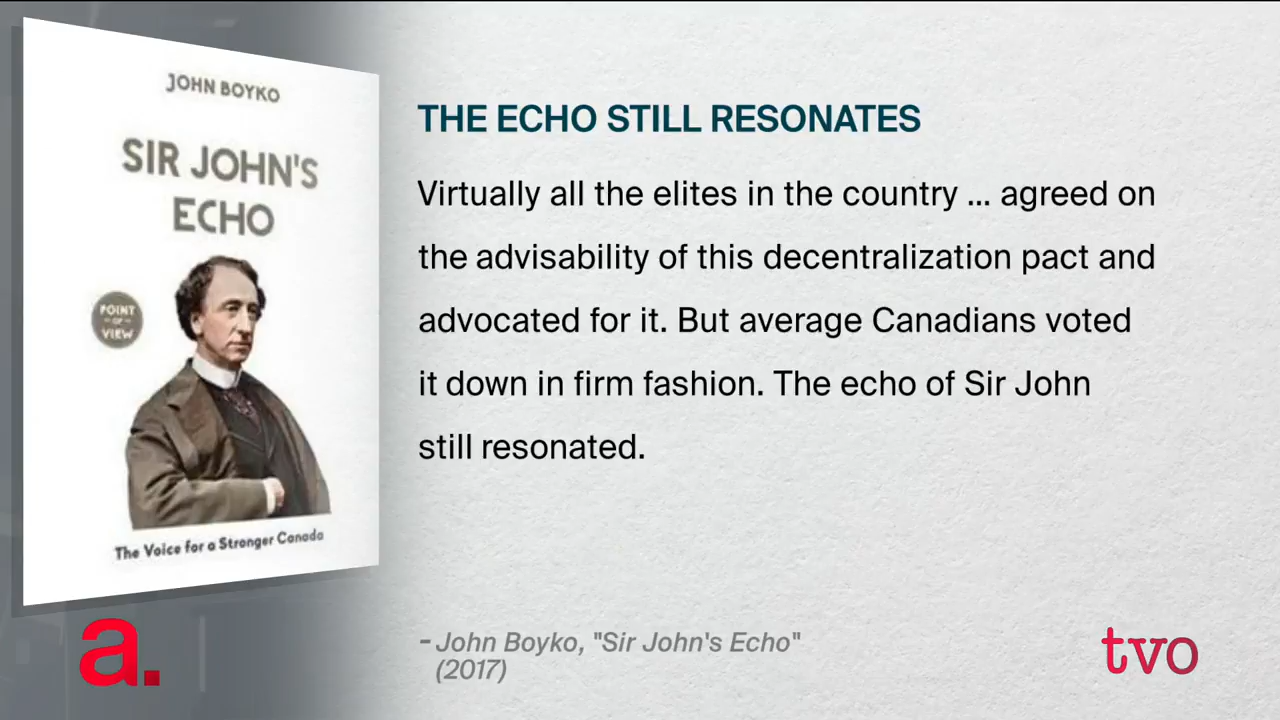 JOHN BOYKO
SIR JOHN'S
ECHO
POINT
OF
VIEW
The Voice for a Stronger Canada
THE ECHO STILL RESONATES
Virtually all the elites in the country ... agreed on
the advisability of this decentralization pact and
advocated for it. But average Canadians voted
it down in firm fashion. The echo of Sir John
still resonated.
- John Boyko, "Sir John's Echo"
(2017)
a.
tvo